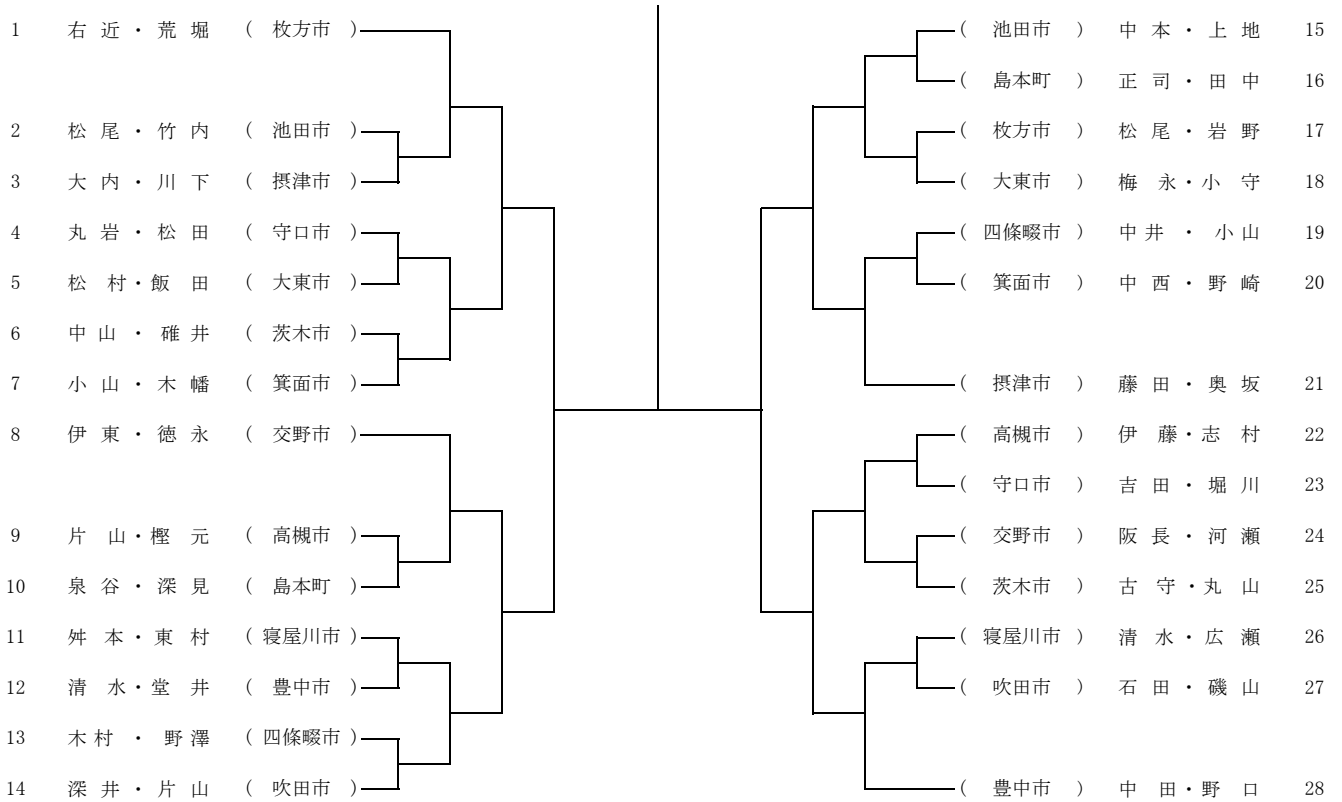 1 右近・荒堀 ( 枚方市 ) ( 池田市 ) 中本・上地 15
( 島本町 ) 正司・田中 16
2 松尾・竹内 ( 池田市 ) ( 枚方市 ) 松尾・岩野 17
3 大内・川下 ( 摂津市 ) ( 大東市 ) 梅永・小守 18
4 丸岩・松田 ( 守口市 ) ( 四條畷市 ) 中井・小山 19
5 松村・飯田 ( 大東市 ) ( 箕面市 ) 中西・野崎 20
6 中山・碓井 ( 茨木市 )
7 小山・木幡 ( 箕面市 ) ( 摂津市 ) 藤田・奥坂 21
8 伊東・徳永 ( 交野市 ) ( 高槻市 ) 伊藤・志村 22
( 守口市 ) 吉田・堀川 23
9 片山・樫元 ( 高槻市 ) ( 交野市 ) 阪長・河瀬 24
10 泉谷・深見 ( 島本町 ) ( 茨木市 ) 古守・丸山 25
11 舛本・東村 ( 寝屋川市 ) ( 寝屋川市 ) 清水・広瀬 26
12 清水・堂井 ( 豊中市 ) ( 吹田市 ) 石田・磯山 27
13 木村・野澤 ( 四條畷市 )
14 深井・片山 ( 吹田市 ) ( 豊中市 ) 中田・野口 28